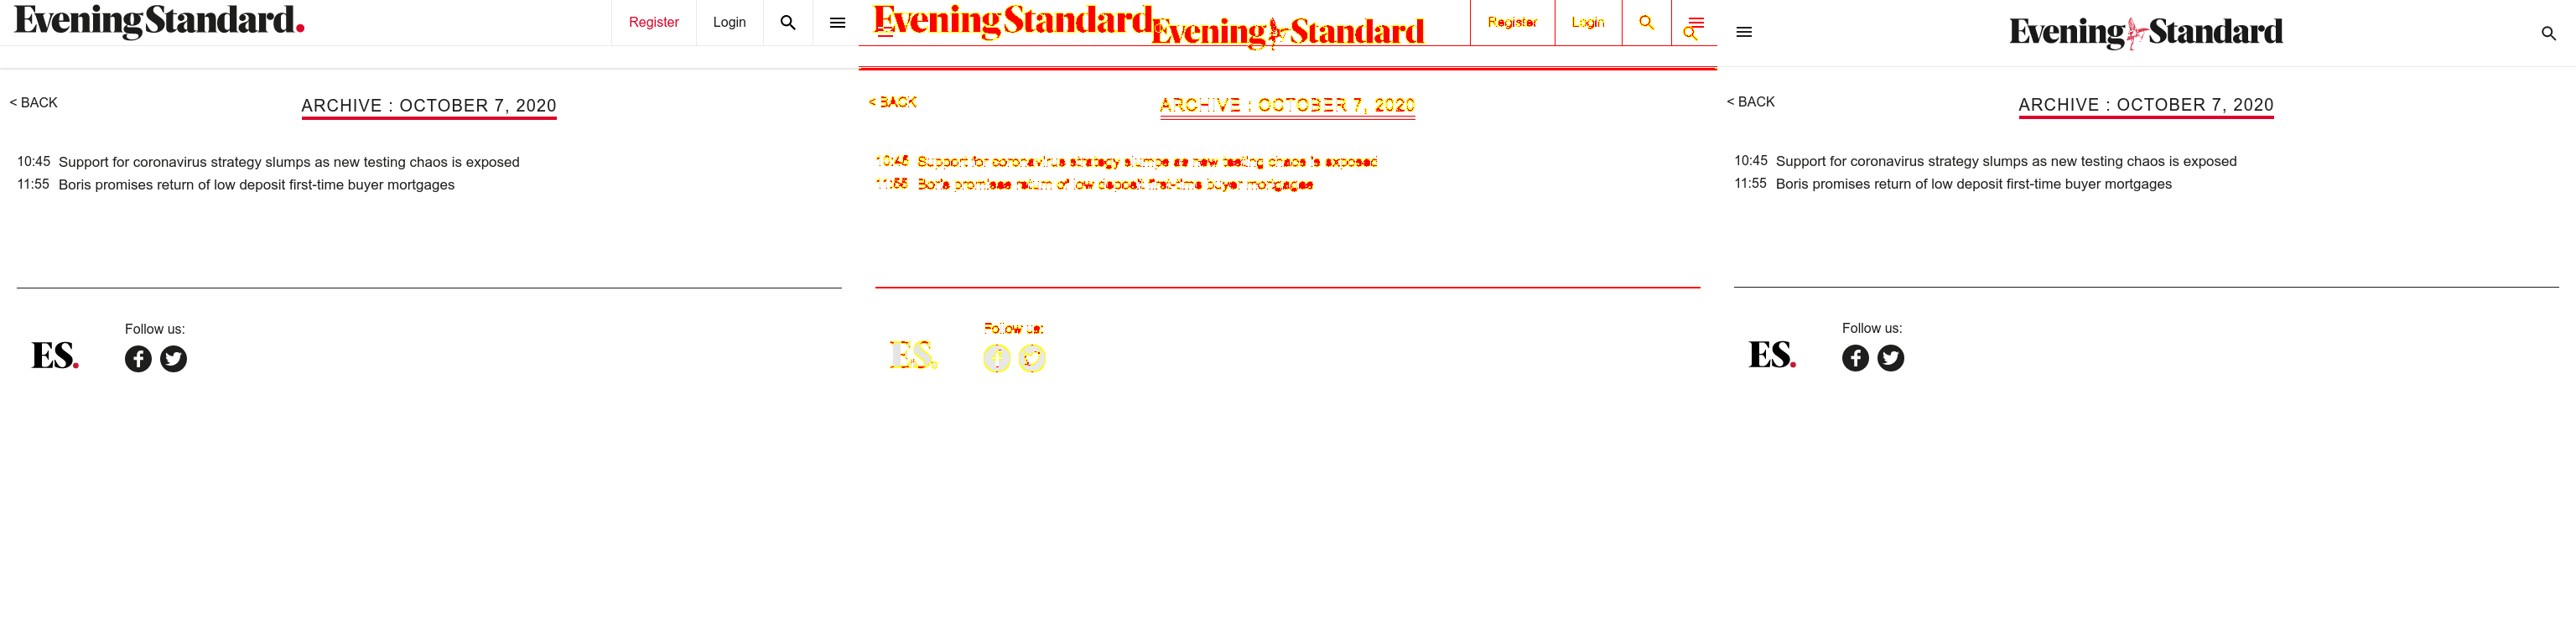 Evening Standard.
Register Login
< BACK
ARCHIVE : OCTOBER 7, 2020
10:45 Support for coronavirus strategy slumps as new testing chaos is exposed
11:55 Boris promises return of low deposit first-time buyer mortgages
Follow us:
ES.
Evening Standard
Evening Standard
Register Login
< BACK
ARCHIVE : OCTOBER 7, 2020
10:45 Support for coronavirus strategy slumps as new testing chaos is exposed
11:55 Boris promises return of low deposit first-time buyer mortgages
Follow us:
ES.
Evening Standard
< BACK
ARCHIVE : OCTOBER 7, 2020
10:45 Support for coronavirus strategy slumps as new testing chaos is exposed
11:55 Boris promises return of low deposit first-time buyer mortgages
Follow us:
ES.